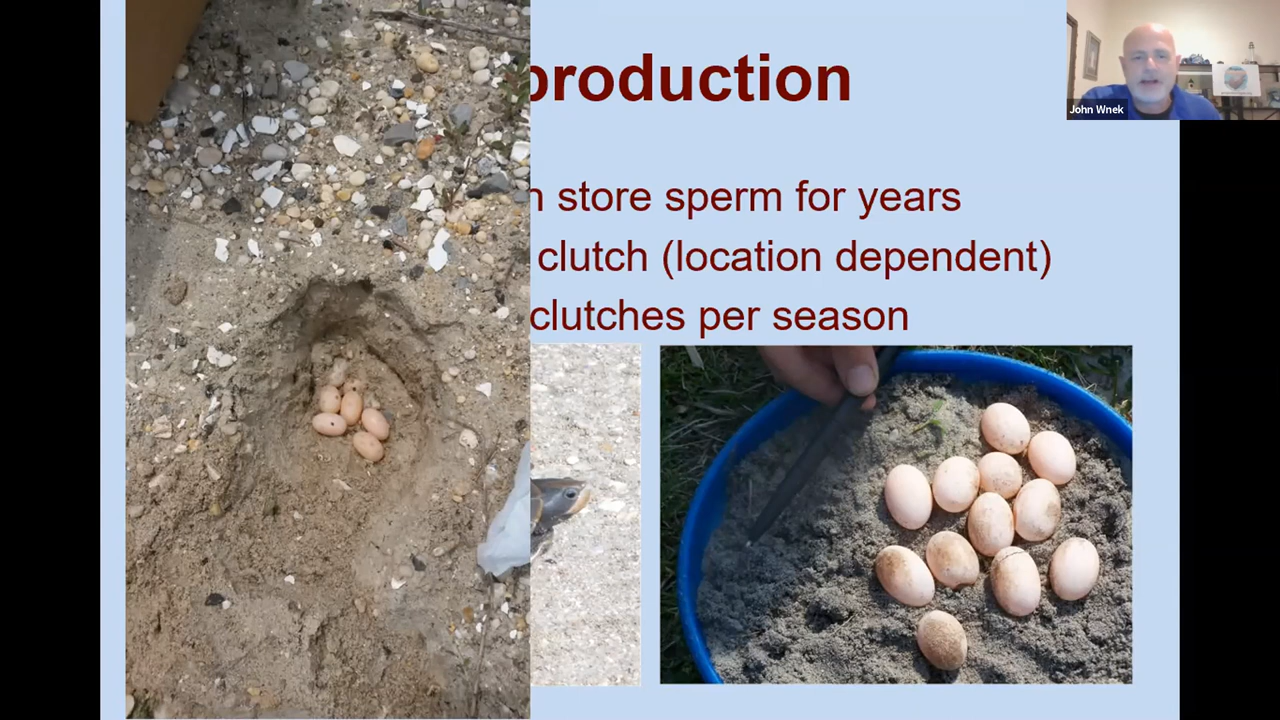 production
n store sperm for years
clutch (location dependent)
clutches per season
John Wnek